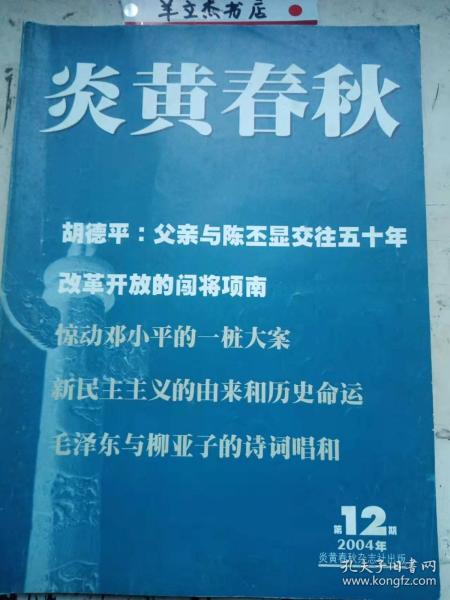 羊立杰书店
炎黄春秋
胡德平：父亲与陈丕显交往五十年
改革开放的闯将项南
惊动邓小平的一桩大案
新民主主义的由来和历史命运
毛泽东与柳亚子的诗词唱和
第12期
2004年
炎黄春秋杂志社出版
孔夫子旧书网
www.kongfz.com